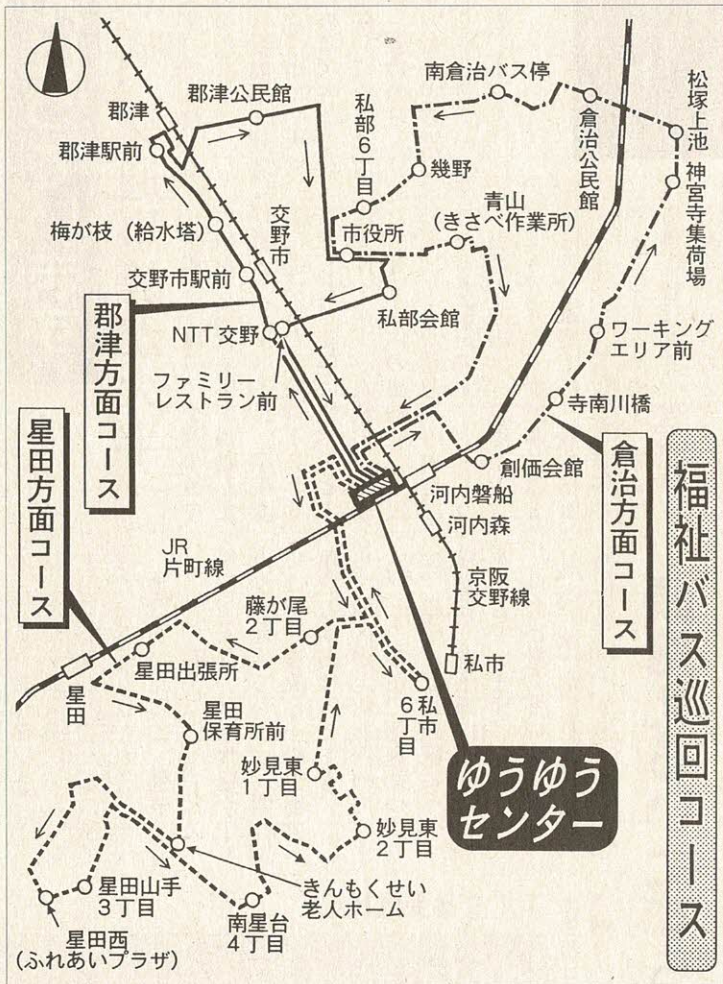 福祉バス巡回コース
郡津
郡津駅前
郡津公民館
梅が枝（給水塔）
交野市
交野市駅前
NTT交野
ファミリー
レストラン前
私部６丁目
市役所
私部会館
幾野
南倉治バス停
倉治公民館
松塚上池
神宮寺集荷場
青山
（きさべ作業所）
ワーキング
エリア前
寺南川橋
創価会館
河内磐船
河内森
京阪
交野線
私市
私市
６丁目
郡津方面コース
星田方面コース
倉治方面コース
JR
片町線
星田
星田出張所
藤が尾
２丁目
星田
保育所前
妙見東
１丁目
妙見東
２丁目
きんもくせい
老人ホーム
南星台
４丁目
星田山手
３丁目
星田西
（ふれあいプラザ）
ゆうゆう
センター